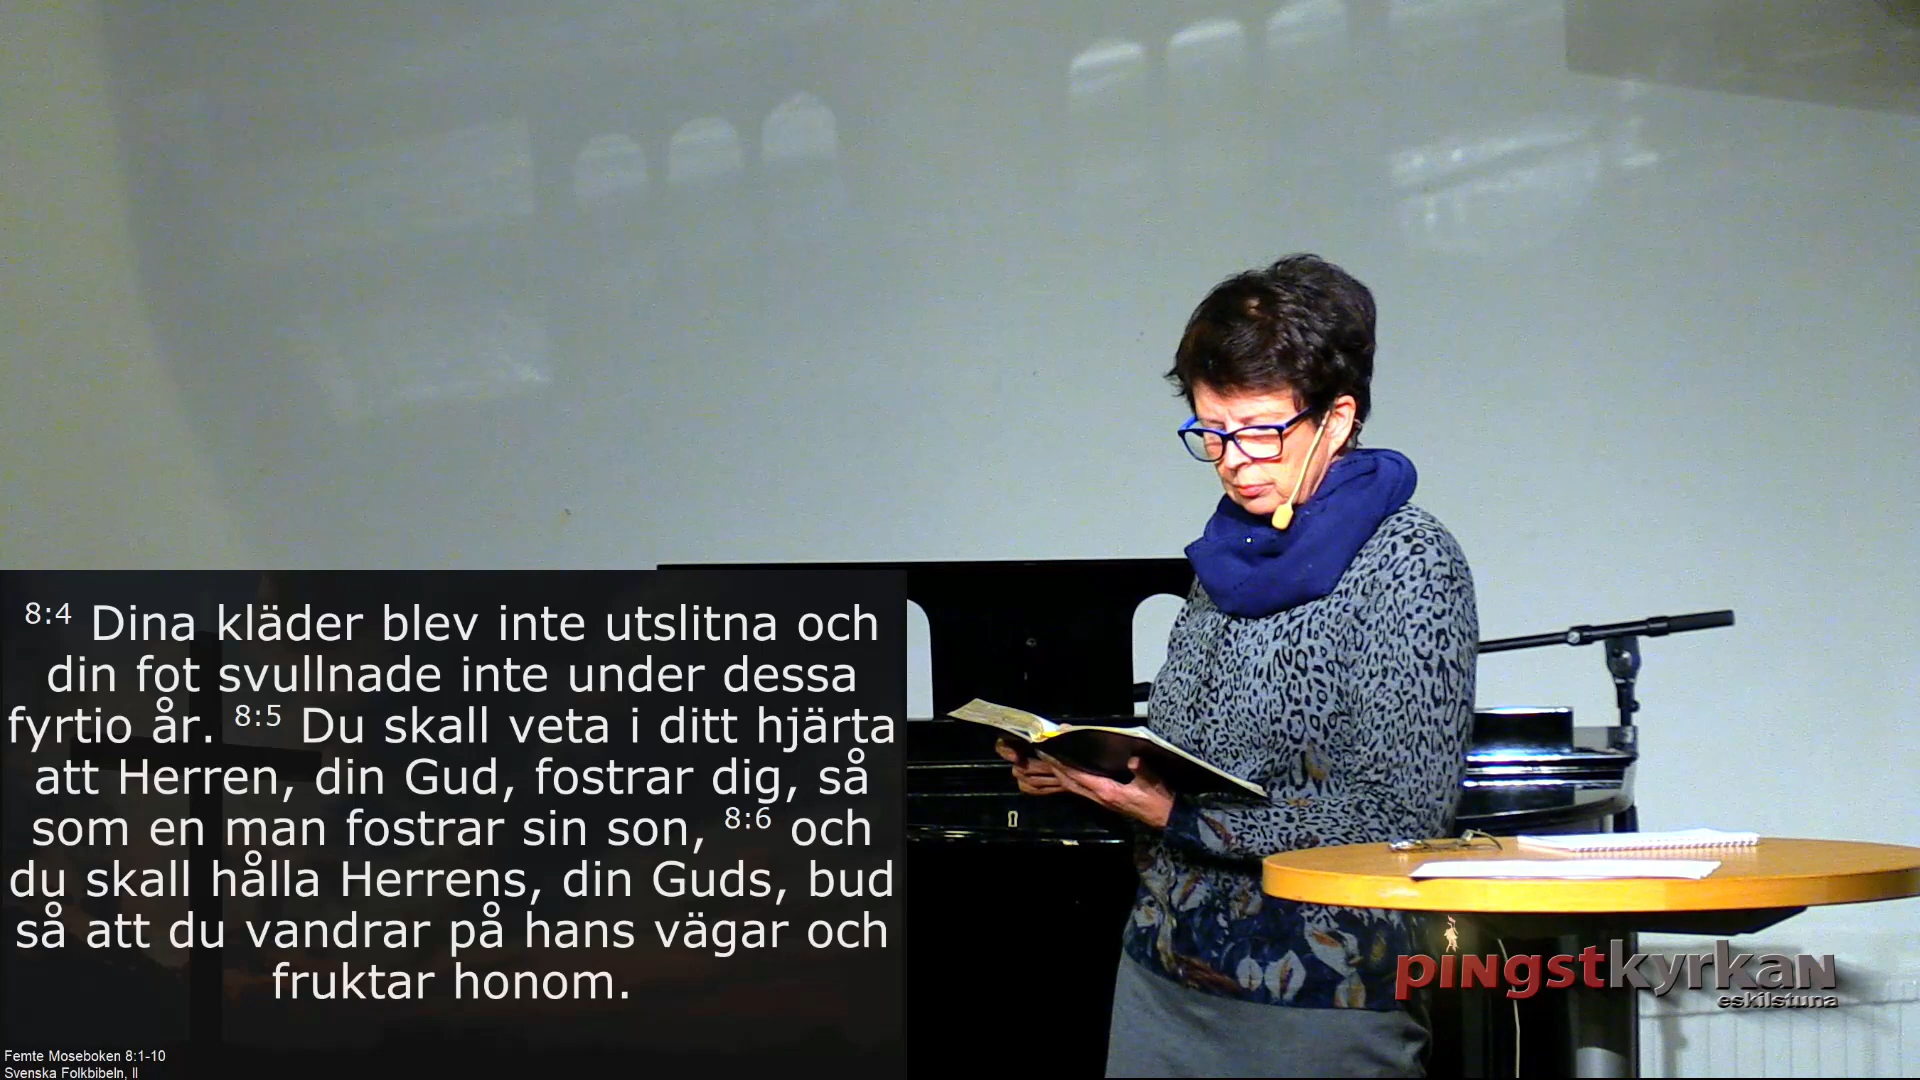 8:4 Dina kläder blev inte utslitna och
din fot svullnade inte under dessa
fyrtio år. 8:5 Du skall veta i ditt hjärta
att Herren, din Gud, fostrar dig, så
som en man fostrar sin son, 8:6 och
du skall hålla Herrens, din Guds, bud
så att du vandrar på hans vägar och
fruktar honom.
Femte Moseboken 8:1-10
Svenska Folkbibeln, ll
pingstkyrkan
eskilstuna